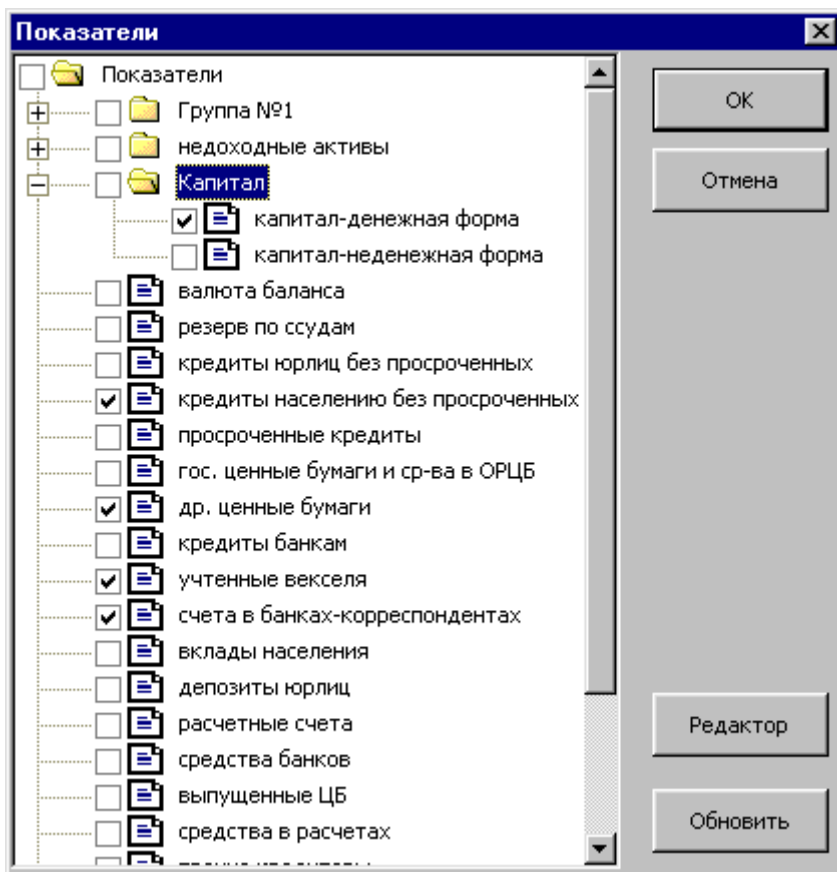 Показатели
Показатели
Группа №1
недоходные активы
Капитал
капитал-денежная форма
капитал-неденежная форма
валюта баланса
резерв по ссудам
кредиты юрлиц без просроченных
кредиты населению без просроченных
просроченные кредиты
гос. ценные бумаги и ср-ва в ОРЦБ
др. ценные бумаги
кредиты банкам
учтенные векселя
счета в банках-корреспондентах
вклады населения
депозиты юрлиц
расчетные счета
средства банков
выпущенные ЦБ
средства в расчетах
OK
Отмена
Редактор
Обновить